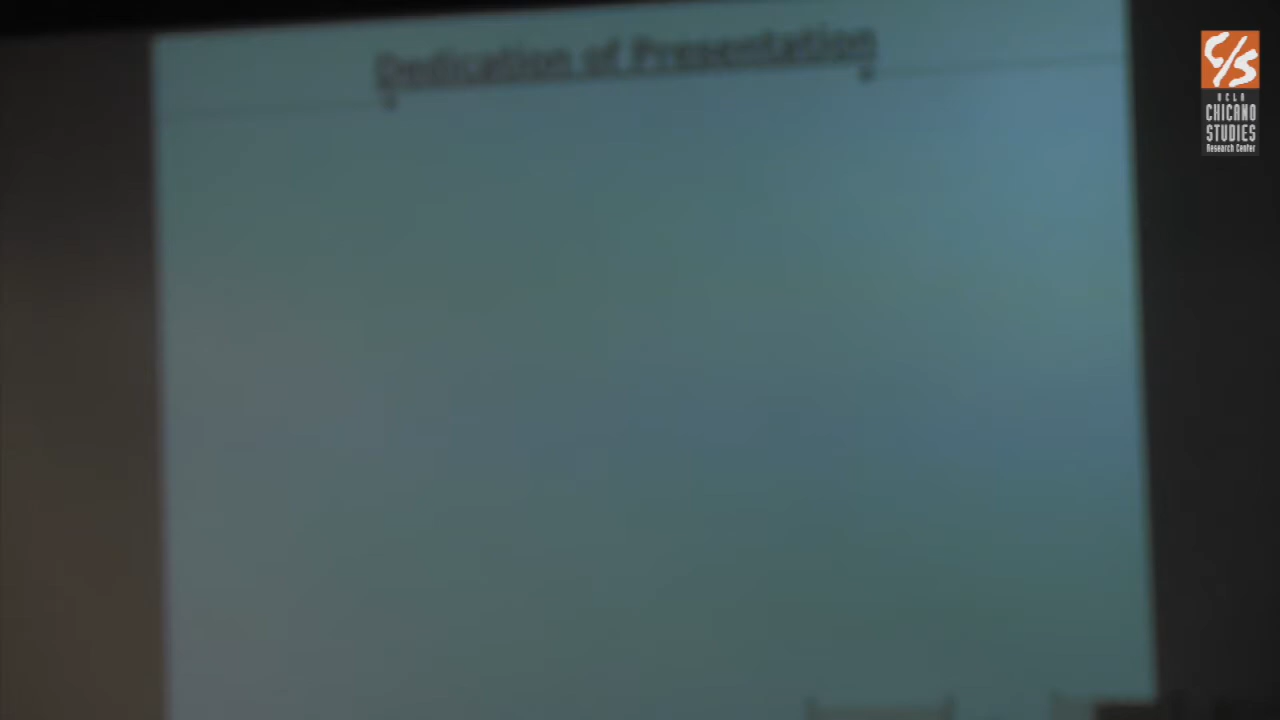 Dedication of Presentation
C/S
UCLA
CHICANO
STUDIES
Research Center